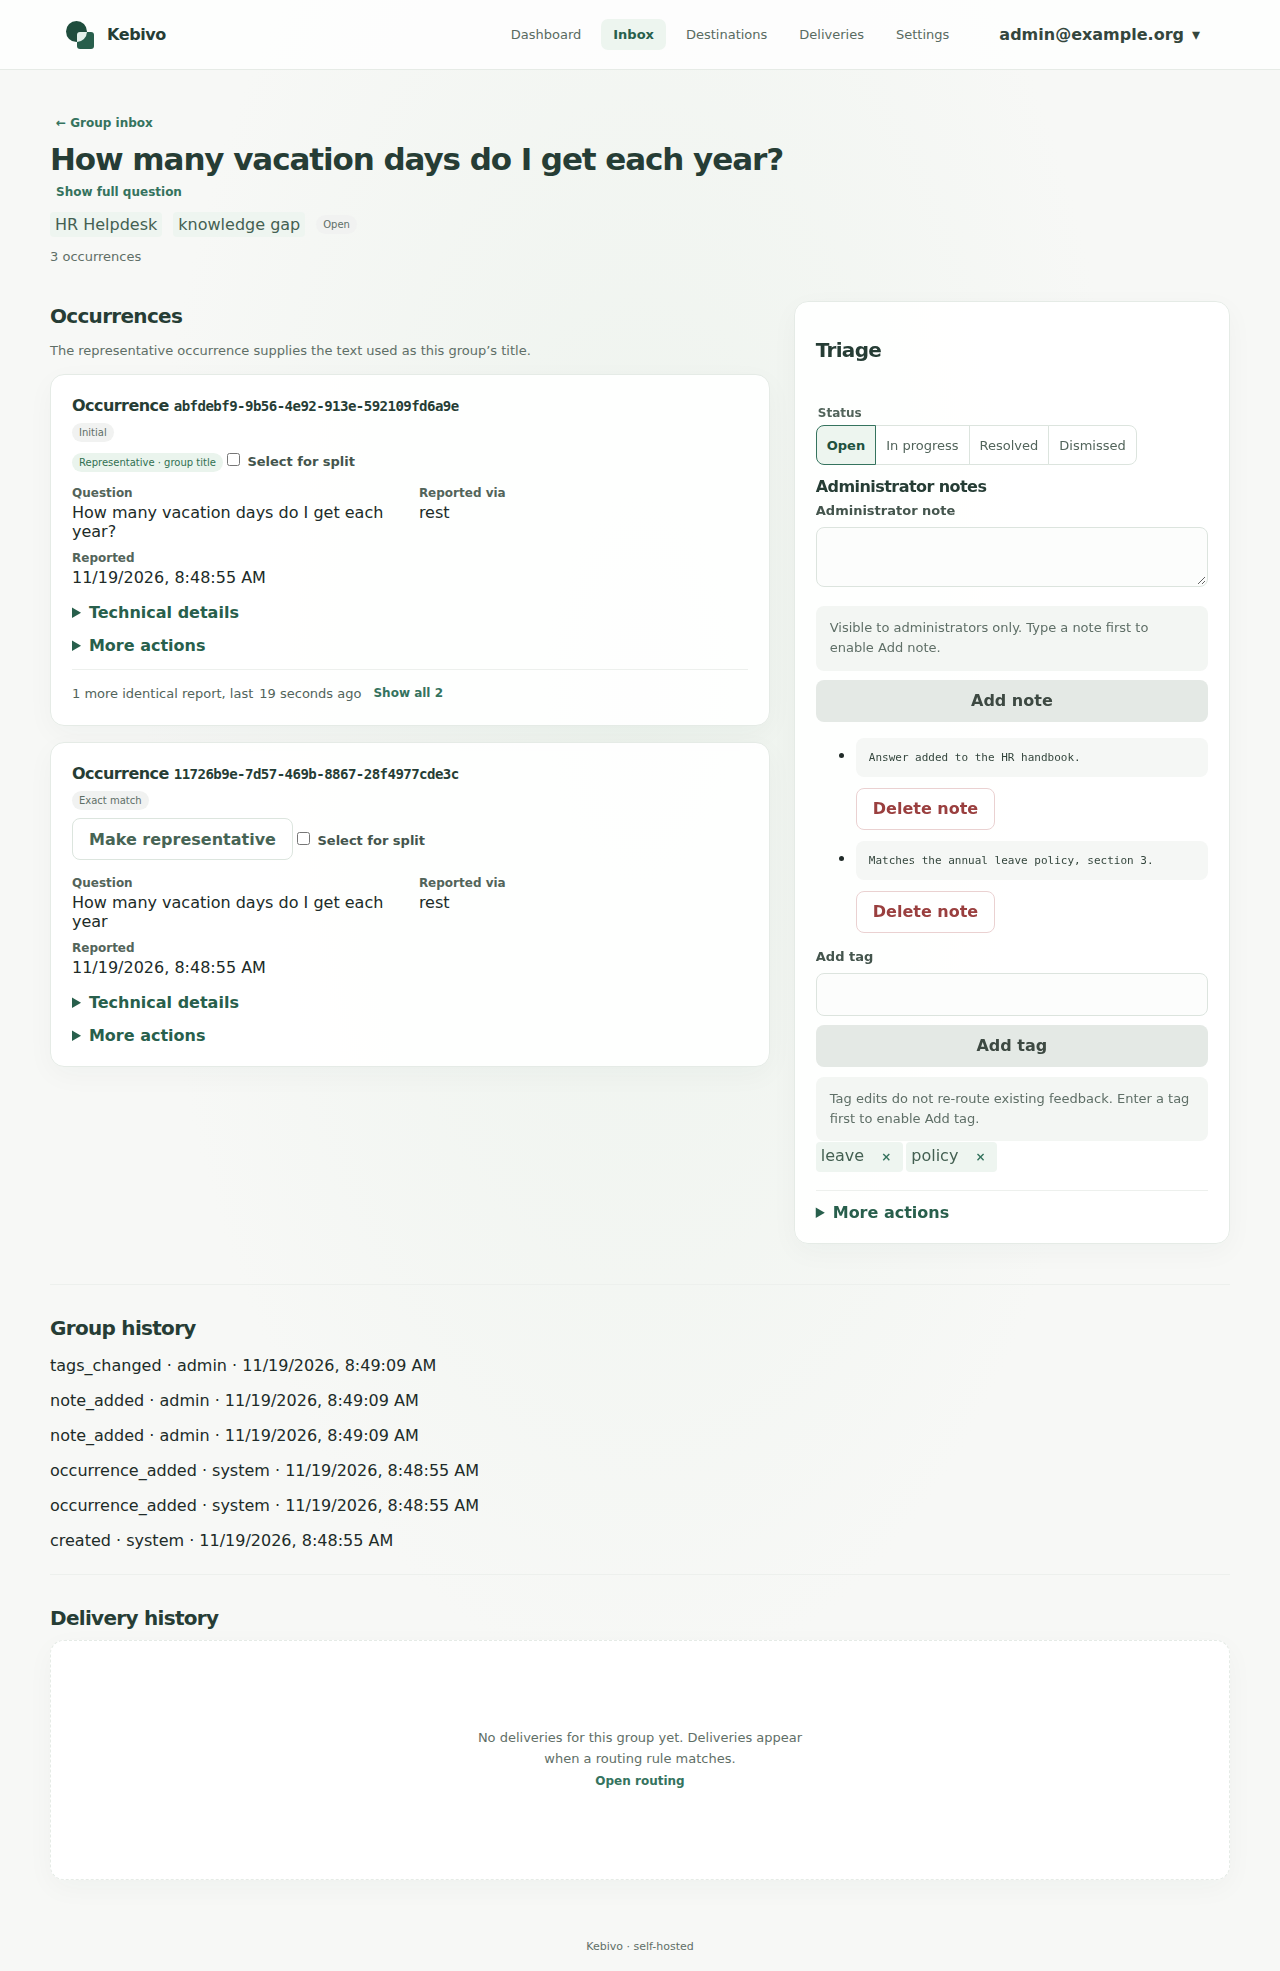 Kebivo
Dashboard
Inbox
Destinations
Deliveries
Settings
admin@example.org ▾
← Group inbox
How many vacation days do I get each year?
Show full question
HR Helpdesk knowledge gap Open
3 occurrences
Occurrences
The representative occurrence supplies the text used as this group’s title.
Occurrence abfdebf9-9b56-4e92-913e-592109fd6a9e
Initial
Representative · group title Select for split
Question
How many vacation days do I get each
year?
Reported via
rest
Reported
11/19/2026, 8:48:55 AM
Technical details
More actions
1 more identical report, last 19 seconds ago Show all 2
Occurrence 11726b9e-7d57-469b-8867-28f4977cde3c
Exact match
Make representative Select for split
Question
How many vacation days do I get each
year
Reported via
rest
Reported
11/19/2026, 8:48:55 AM
Technical details
More actions
Triage
Status
Open In progress Resolved Dismissed
Administrator notes
Administrator note
Visible to administrators only. Type a note first to
enable Add note.
Add note
• Answer added to the HR handbook.
Delete note
• Matches the annual leave policy, section 3.
Delete note
Add tag
Add tag
Tag edits do not re-route existing feedback. Enter a tag
first to enable Add tag.
leave × policy ×
More actions
Group history
tags_changed · admin · 11/19/2026, 8:49:09 AM
note_added · admin · 11/19/2026, 8:49:09 AM
note_added · admin · 11/19/2026, 8:49:09 AM
occurrence_added · system · 11/19/2026, 8:48:55 AM
occurrence_added · system · 11/19/2026, 8:48:55 AM
created · system · 11/19/2026, 8:48:55 AM
Delivery history
No deliveries for this group yet. Deliveries appear
when a routing rule matches.
Open routing
Kebivo · self-hosted